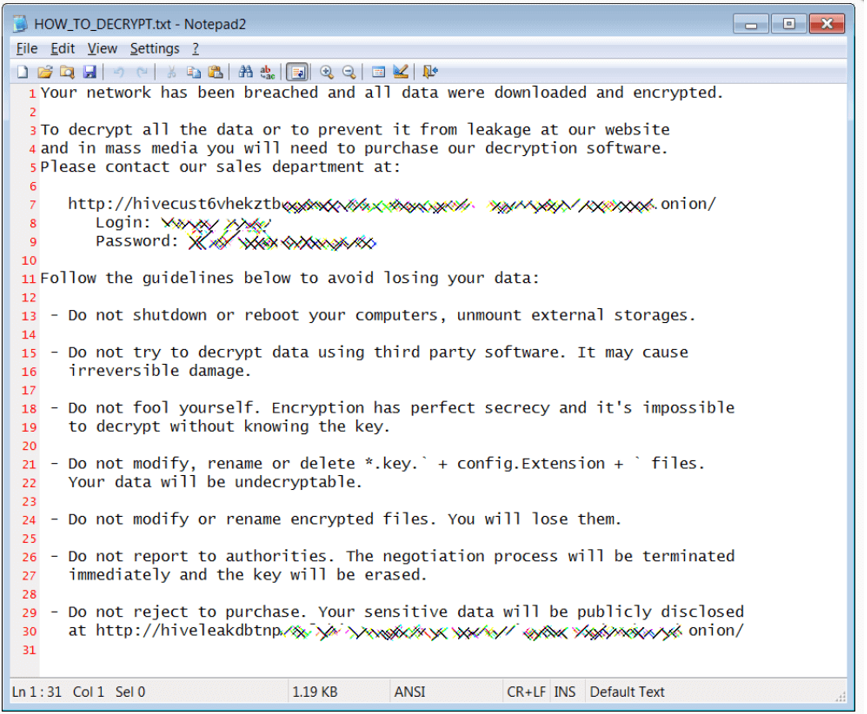 HOW_TO_DECRYPT.txt - Notepad2
File Edit View Settings ?
1 Your network has been breached and all data were downloaded and encrypted.
2
3 To decrypt all the data or to prevent it from leakage at our website
4 and in mass media you will need to purchase our decryption software.
5 Please contact our sales department at:
6
7 http://hivecust6vhekztb .onion/
8 Login:
9 Password:
10
11 Follow the guidelines below to avoid losing your data:
12
13 - Do not shutdown or reboot your computers, unmount external storages.
14
15 - Do not try to decrypt data using third party software. It may cause
16 irreversible damage.
17
18 - Do not fool yourself. Encryption has perfect secrecy and it's impossible
19 to decrypt without knowing the key.
20
21 - Do not modify, rename or delete *.key.` + config.Extension + ` files.
22 Your data will be undecryptable.
23
24 - Do not modify or rename encrypted files. You will lose them.
25
26 - Do not report to authorities. The negotiation process will be terminated
27 immediately and the key will be erased.
28
29 - Do not reject to purchase. Your sensitive data will be publicly disclosed
30 at http://hiveleakdbtnp onion/
31
Ln 1 : 31 Col 1 Sel 0 1.19 KB ANSI CR+LF INS Default Text